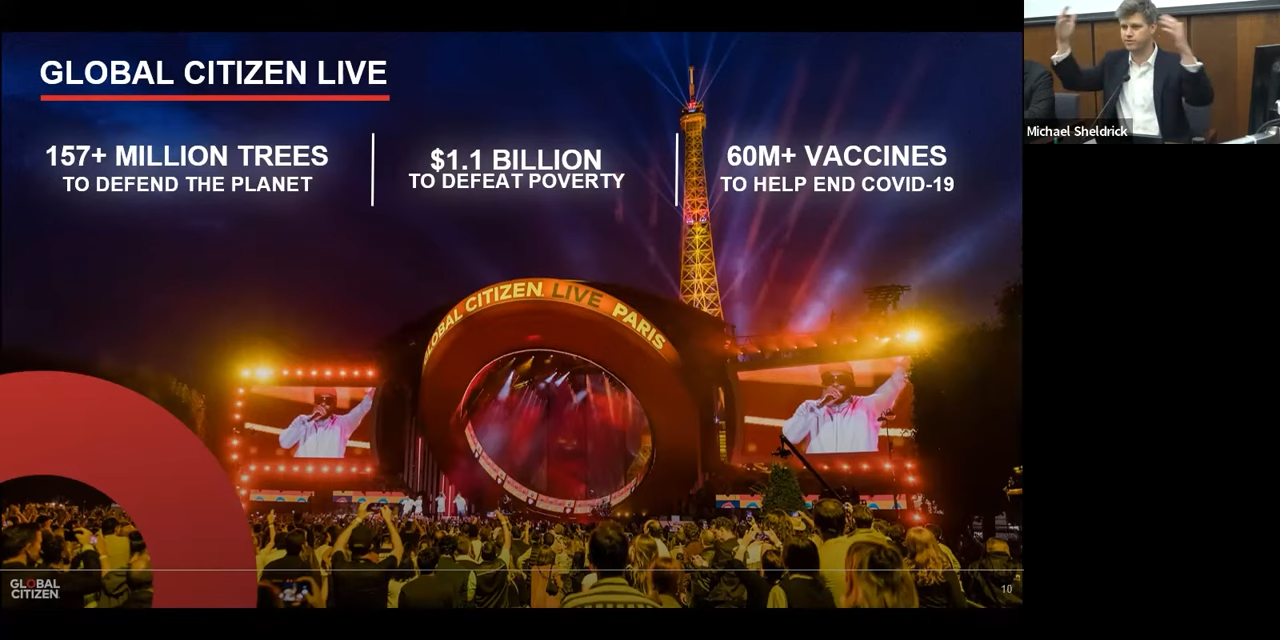 GLOBAL CITIZEN LIVE
157+ MILLION TREES
TO DEFEND THE PLANET
$1.1 BILLION
TO DEFEAT POVERTY
60M+ VACCINES
TO HELP END COVID-19
Michael Sheldrick
GLOBAL CITIZEN LIVE PARIS
GLOBAL
CITIZEN
10